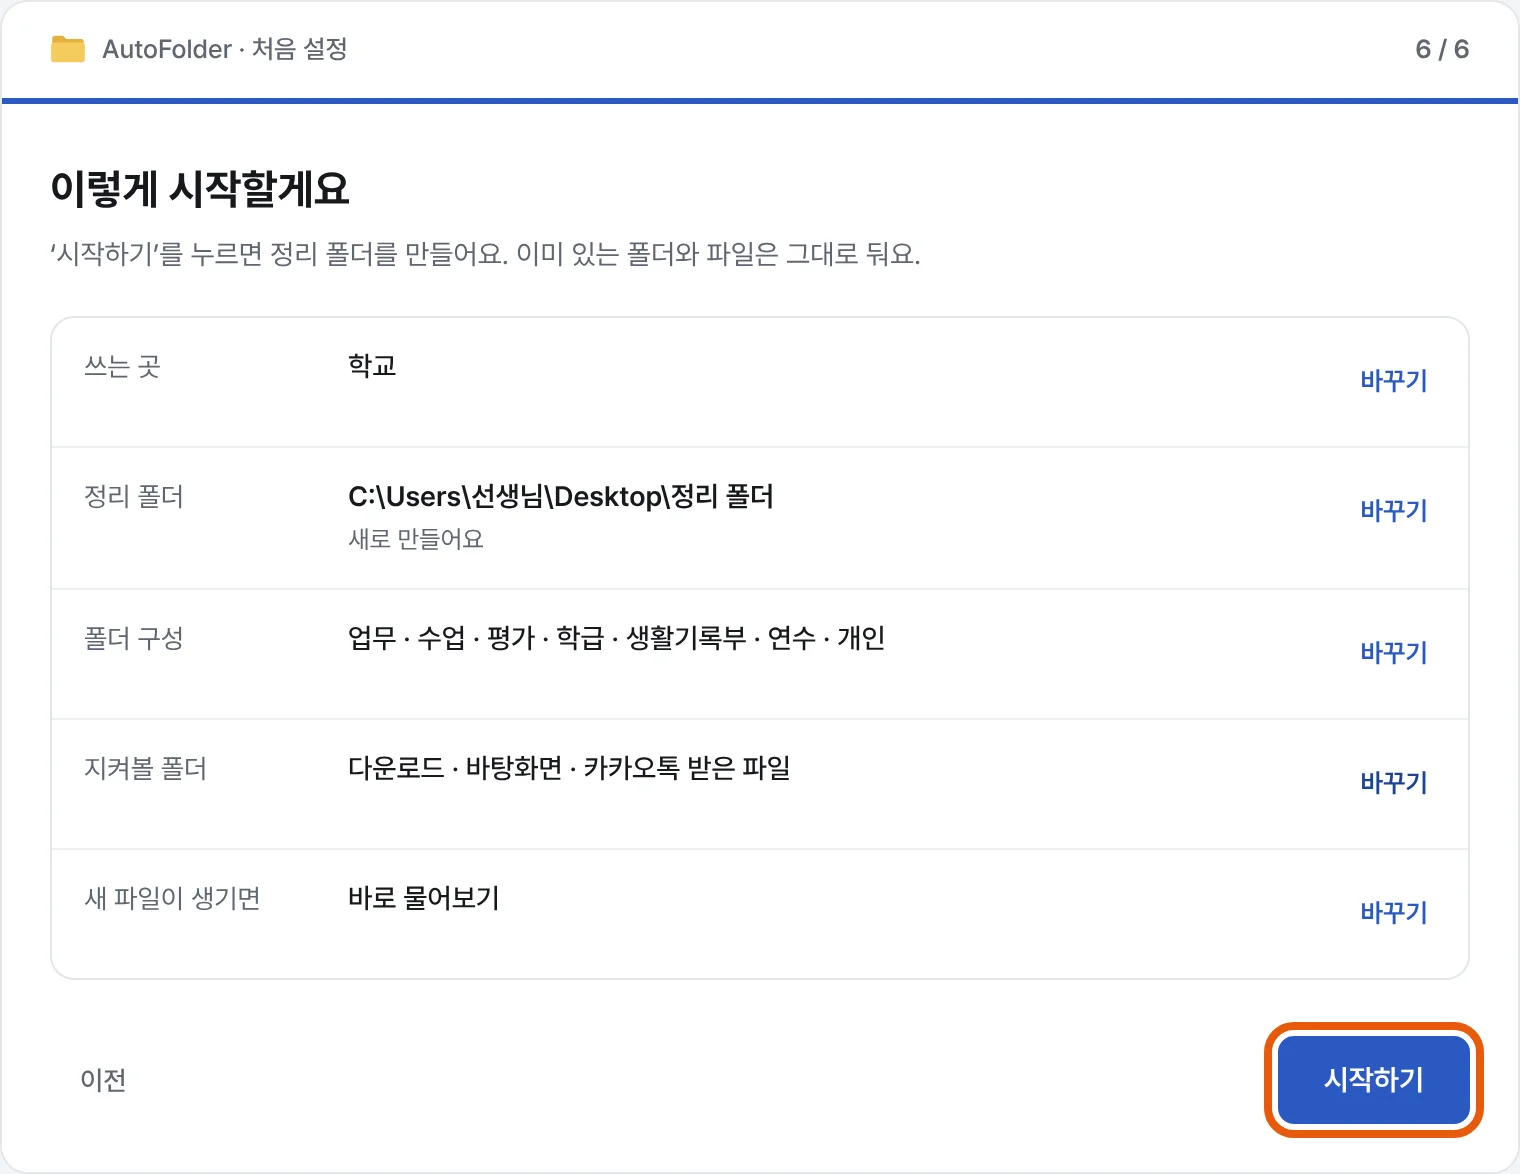 AutoFolder · 처음 설정
6 / 6
이렇게 시작할게요
‘시작하기’를 누르면 정리 폴더를 만들어요. 이미 있는 폴더와 파일은 그대로 둬요.
쓰는 곳
학교
바꾸기
정리 폴더
C:\Users\선생님\Desktop\정리 폴더
새로 만들어요
바꾸기
폴더 구성
업무 · 수업 · 평가 · 학급 · 생활기록부 · 연수 · 개인
바꾸기
지켜볼 폴더
다운로드 · 바탕화면 · 카카오톡 받은 파일
바꾸기
새 파일이 생기면
바로 물어보기
바꾸기
이전
시작하기